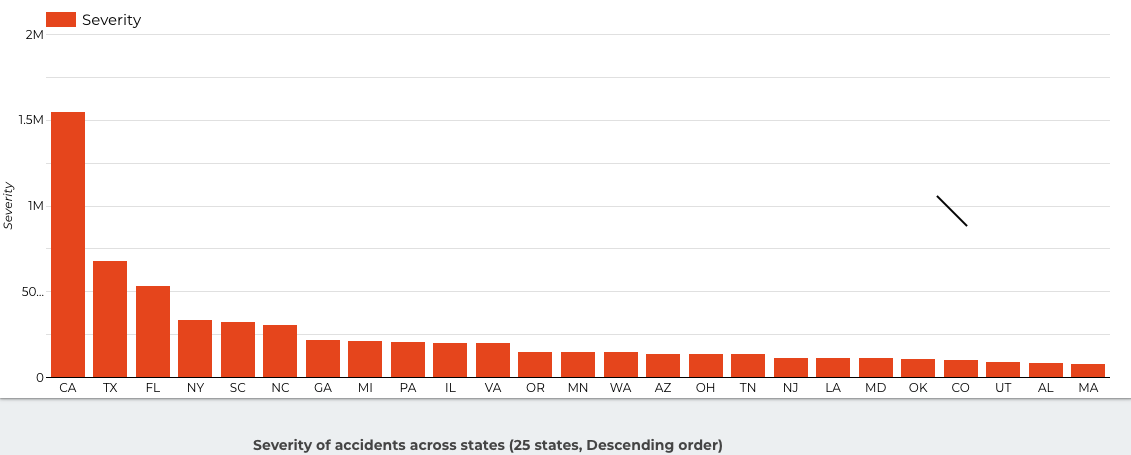 Severity
2M
1.5M
1M
50...
0
Severity
CA TX FL NY SC NC GA MI PA IL VA OR MN WA AZ OH TN NJ LA MD OK CO UT AL MA
Severity of accidents across states (25 states, Descending order)